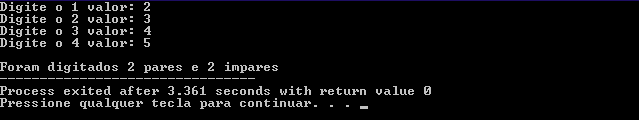 Digite o 1 valor: 2
Digite o 2 valor: 3
Digite o 3 valor: 4
Digite o 4 valor: 5
Foram digitados 2 pares e 2 impares
--------------------------------
Process exited after 3.361 seconds with return value 0
Pressione qualquer tecla para continuar. . . _